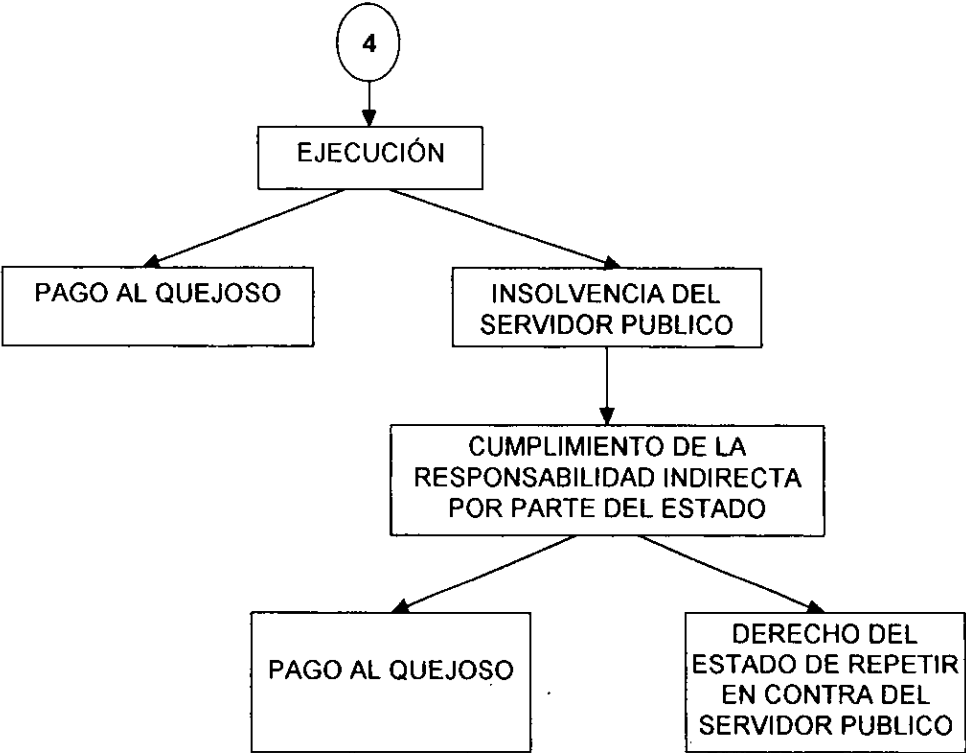 4
EJECUCIÓN
PAGO AL QUEJOSO
INSOLVENCIA DEL
SERVIDOR PUBLICO
CUMPLIMIENTO DE LA
RESPONSABILIDAD INDIRECTA
POR PARTE DEL ESTADO
PAGO AL QUEJOSO
DERECHO DEL
ESTADO DE REPETIR
EN CONTRA DEL
SERVIDOR PUBLICO